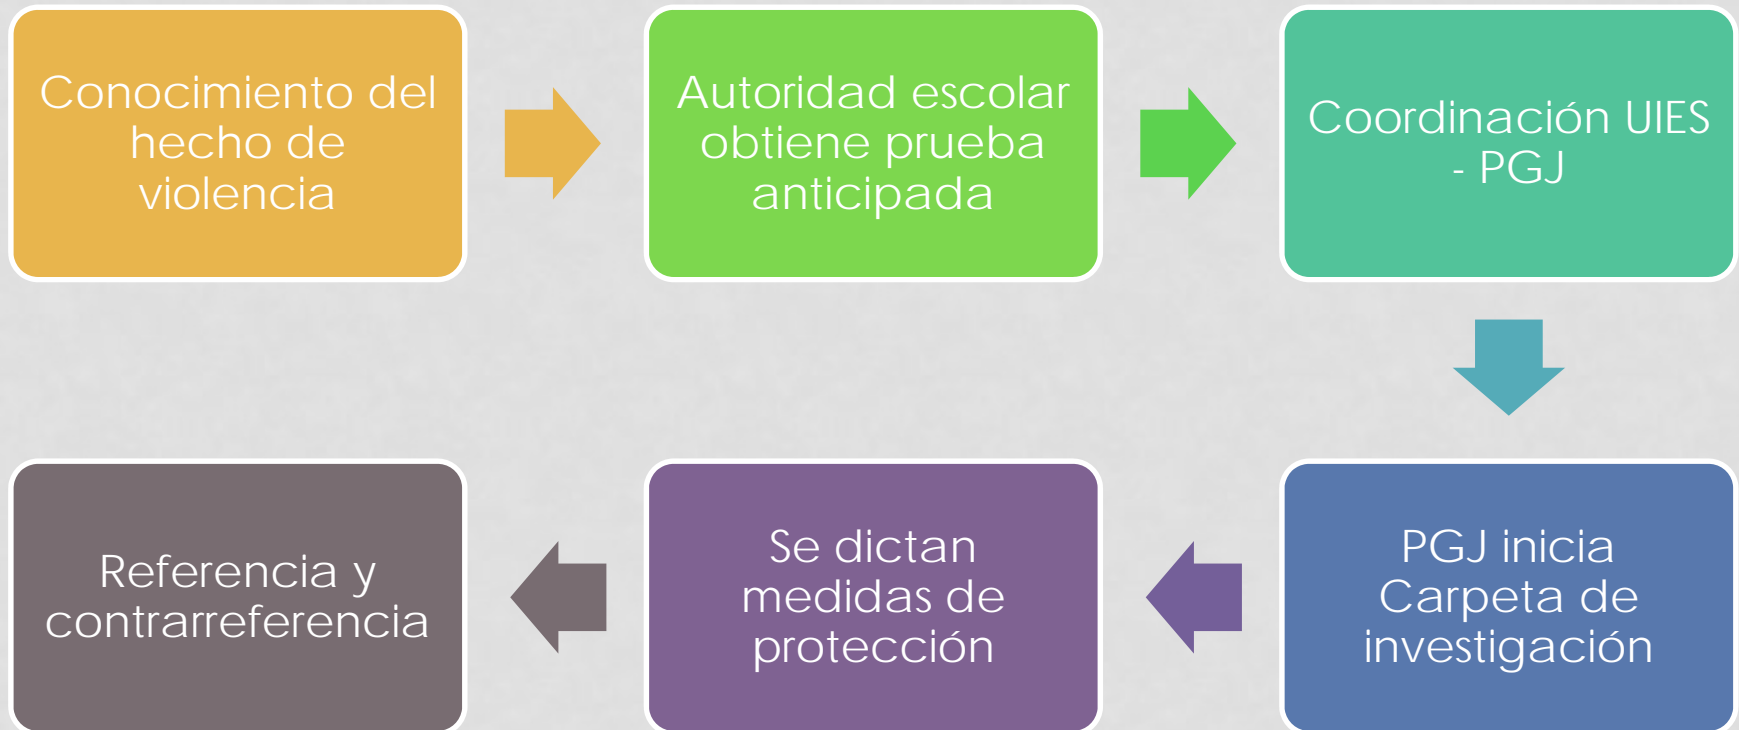 Conocimiento del
hecho de
violencia
Autoridad escolar
obtiene prueba
anticipada
Coordinación UIES
- PGJ
PGJ inicia
Carpeta de
investigación
Se dictan
medidas de
protección
Referencia y
contrarreferencia